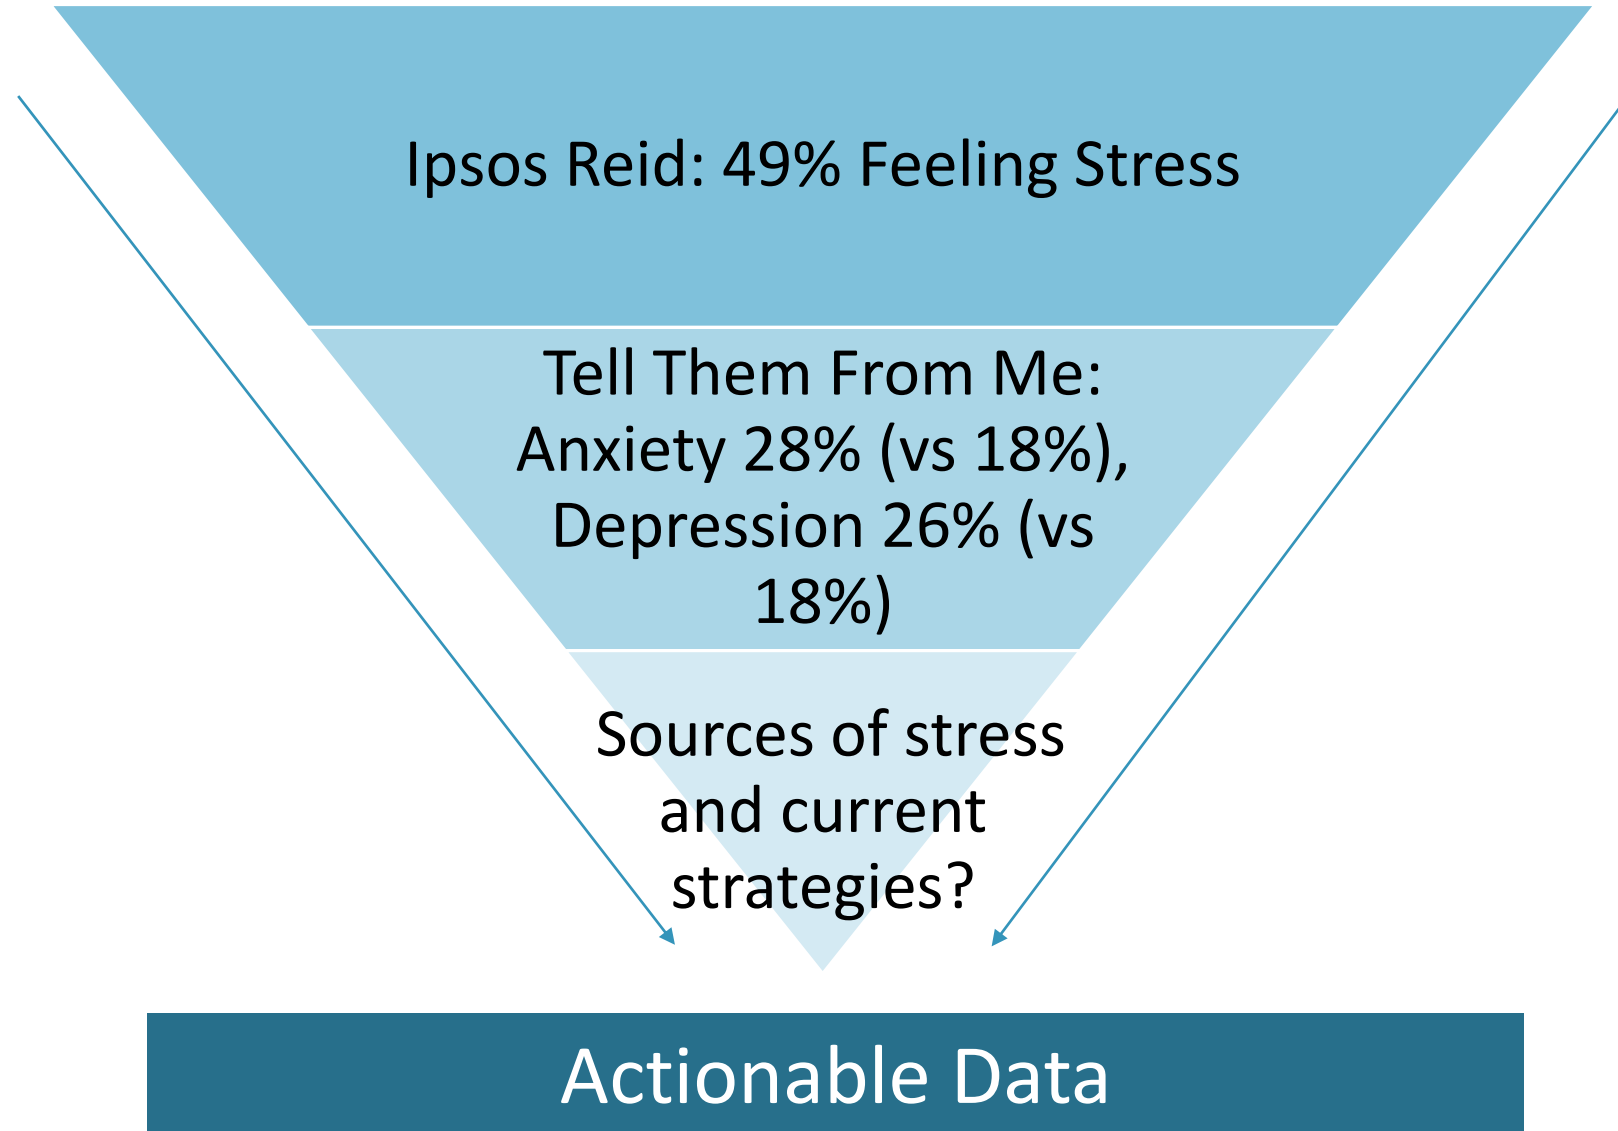 Ipsos Reid: 49% Feeling Stress
Tell Them From Me:
Anxiety 28% (vs 18%),
Depression 26% (vs
18%)
Sources of stress
and current
strategies?
Actionable Data